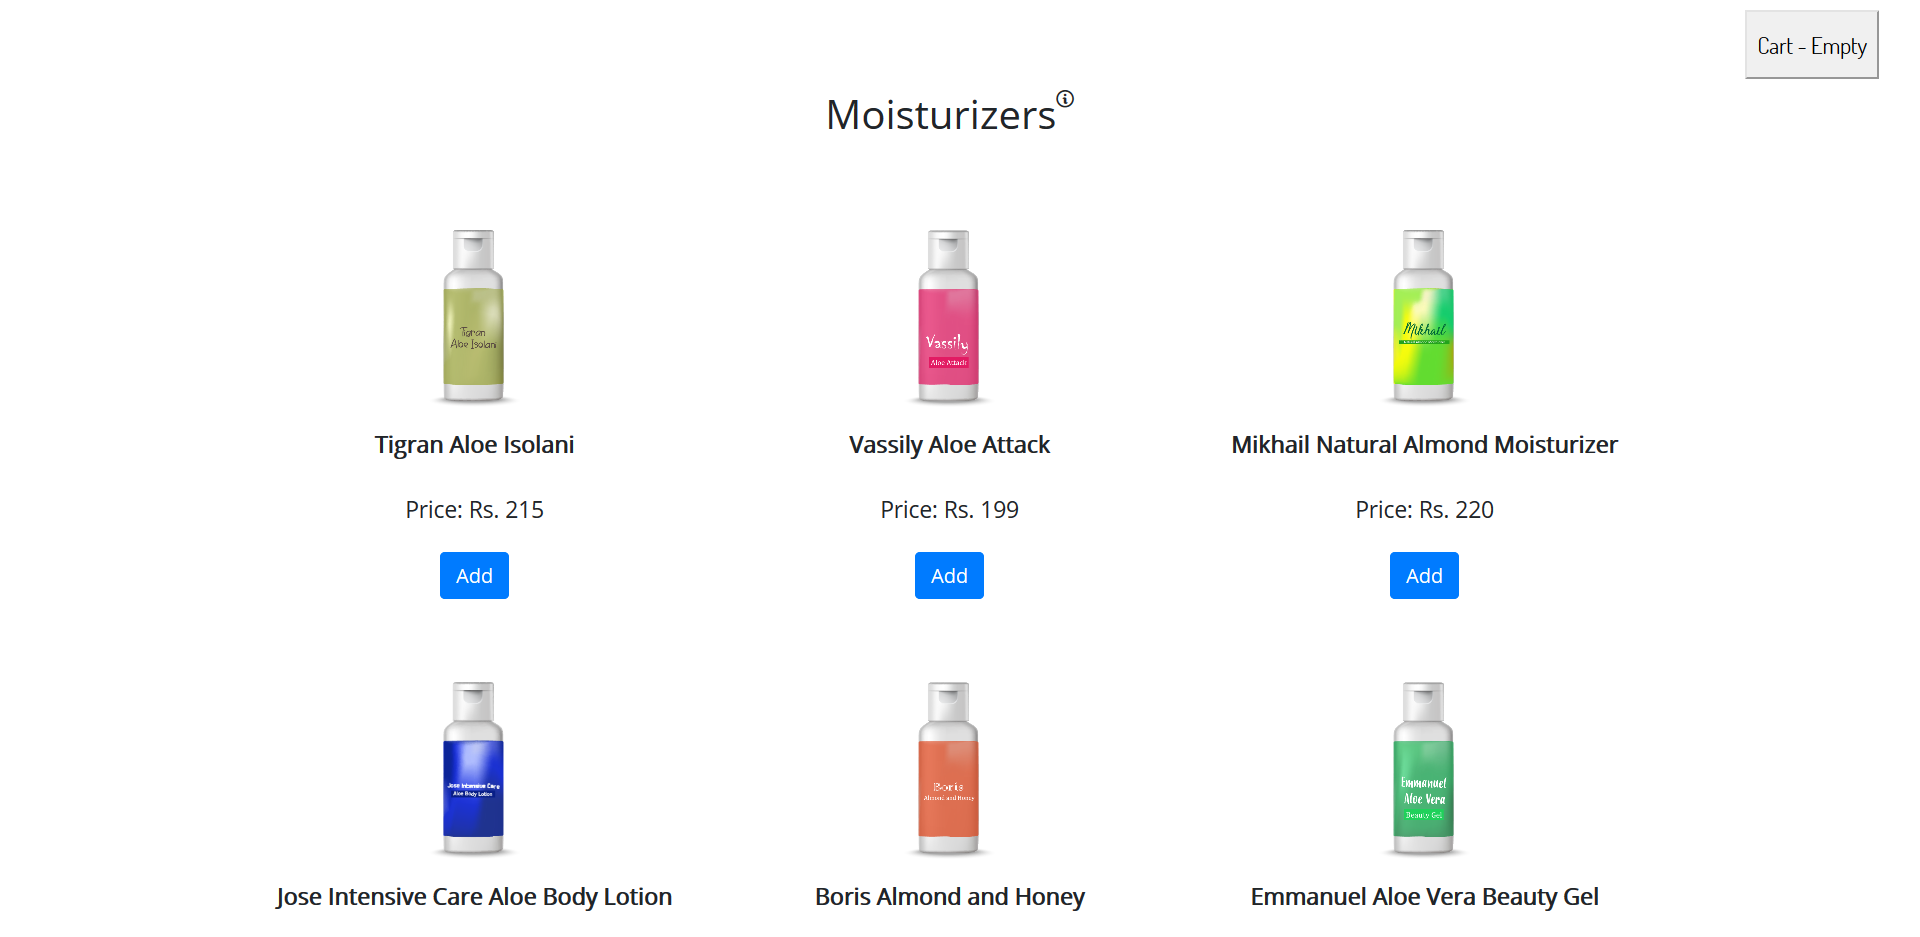 Cart - Empty
Moisturizers
Tigran
Aloe Isolani
Vassily
Aloe Attack
Mikhail
Tigran Aloe Isolani
Vassily Aloe Attack
Mikhail Natural Almond Moisturizer
Price: Rs. 215
Price: Rs. 199
Price: Rs. 220
Add
Add
Add
Jose Intensive Care
Aloe Body Lotion
Boris
Almond and Honey
Emmanuel
Aloe Vera
Beauty Gel
Jose Intensive Care Aloe Body Lotion
Boris Almond and Honey
Emmanuel Aloe Vera Beauty Gel